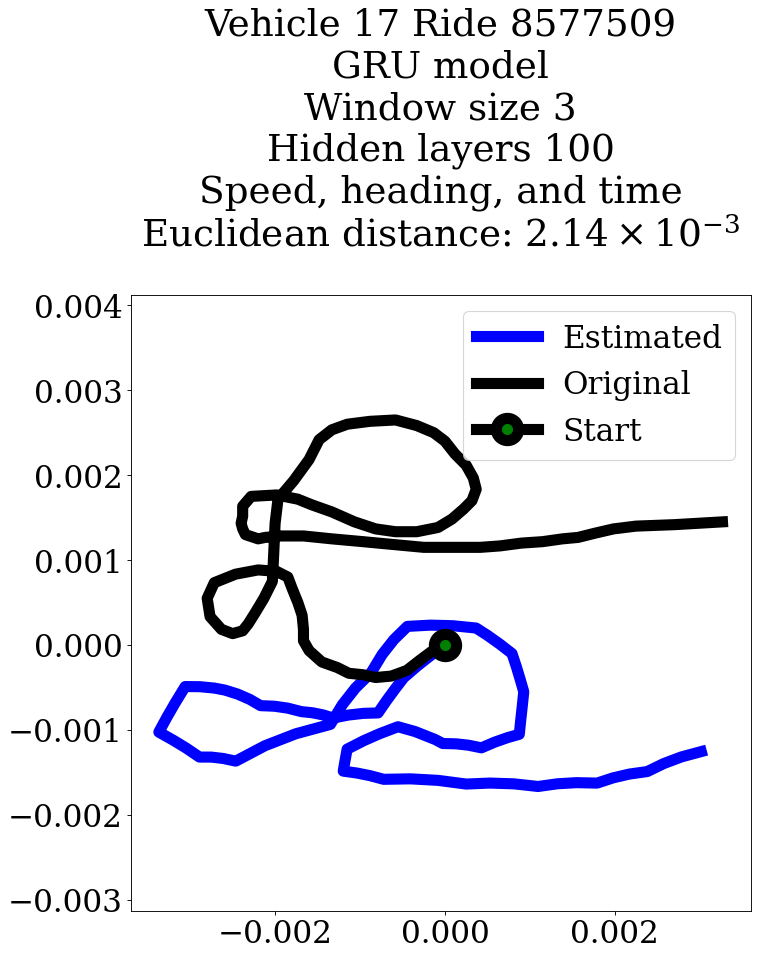 Vehicle 17 Ride 8577509
GRU model
Window size 3
Hidden layers 100
Speed, heading, and time
Euclidean distance: 2.14 × 10⁻³
Estimated
Original
Start
0.004
0.003
0.002
0.001
0.000
−0.001
−0.002
−0.003
−0.002 0.000 0.002